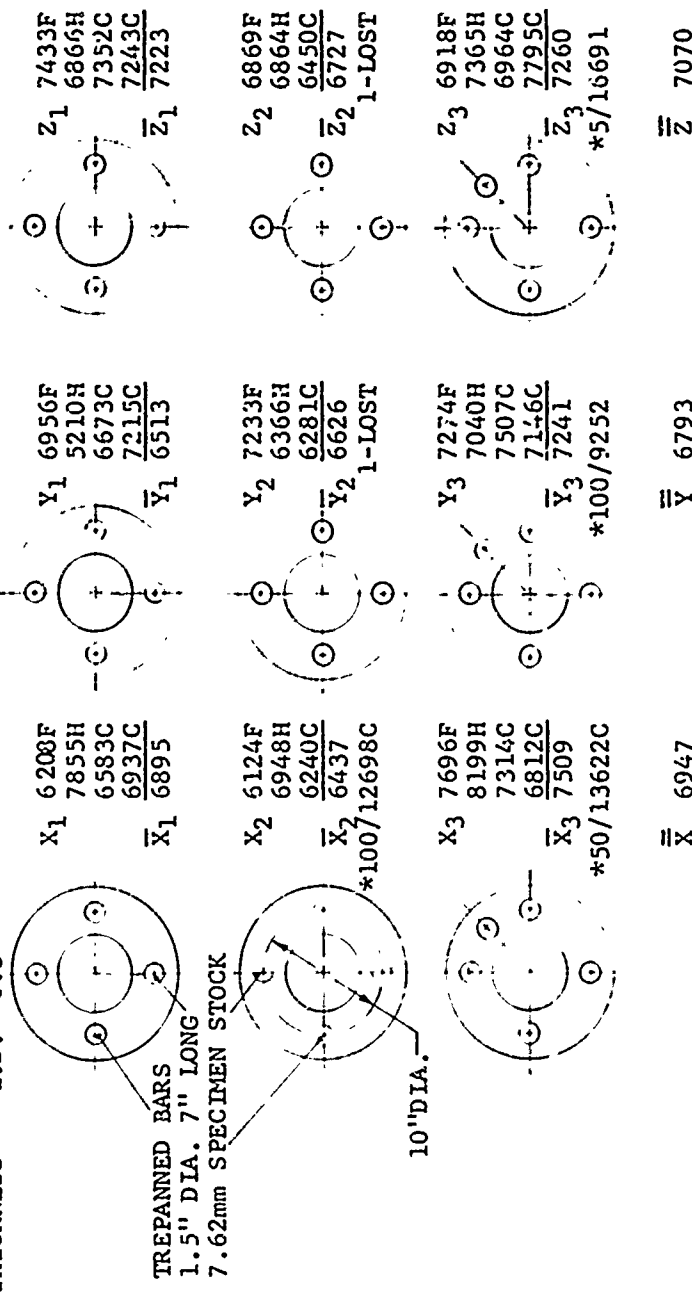 X1 6208F
7855H
6583C
6937C
X̄1 6895
Y1 6956F
5210H
6673C
7215C
Ȳ1 6513
Z1 7433F
6866H
7352C
7243C
Z̄1 7223
TREPANNED BARS
1.5" DIA. 7" LONG
7.62mm SPECIMEN STOCK
X2 6124F
6948H
6240C
X̄2 6437
*100/12698C
Y2 7233F
6366H
6281C
Ȳ2 6626
1-LOST
Z2 6869F
6864H
6450C
Z̄2 6727
1-LOST
10"DIA.
X3 7696F
8199H
7314C
6812C
X̄3 7509
*50/13622C
Y3 7274F
7040H
7507C
7146C
Ȳ3 7241
*100/9252
Z3 6918F
7365H
6964C
7795C
Z̄3 7260
*5/16691
X̿ 6947
Y̿ 6793
Z̿ 7070